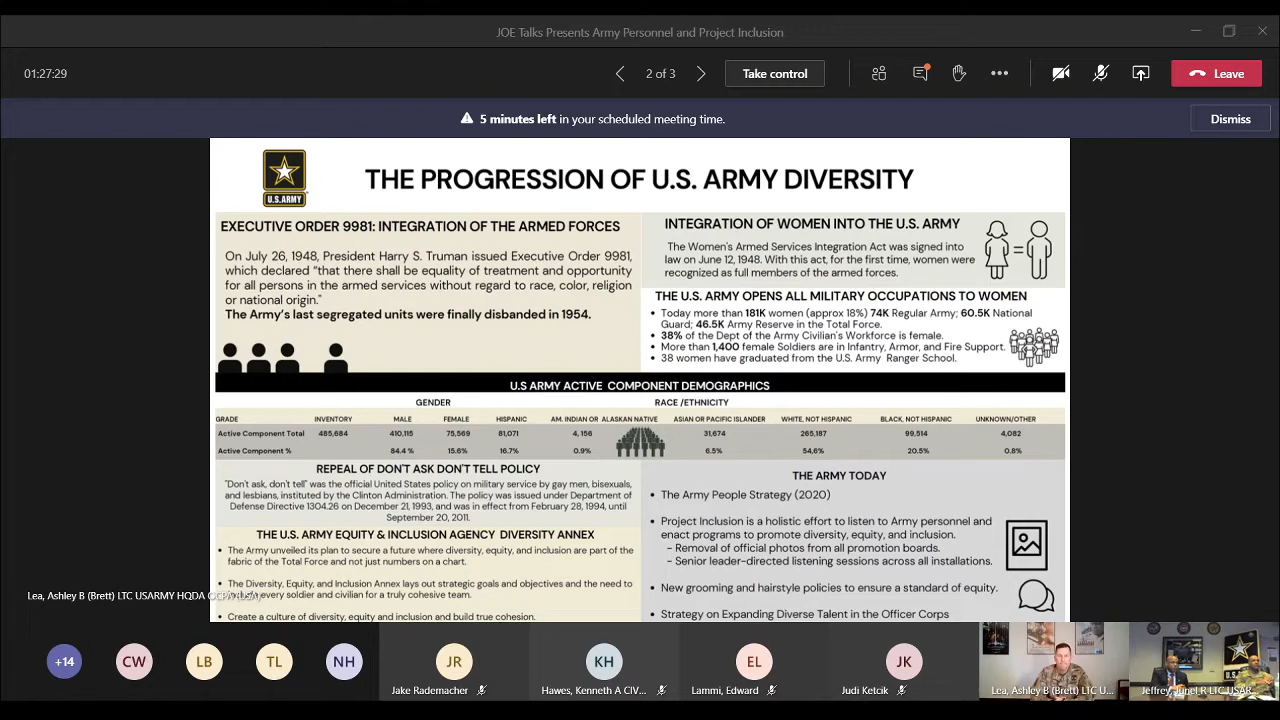 JOE Talks Presents Army Personnel and Project Inclusion
01:27:29
2 of 3
Take control
Leave
5 minutes left in your scheduled meeting time.
Dismiss
U.S.ARMY
THE PROGRESSION OF U.S. ARMY DIVERSITY
EXECUTIVE ORDER 9981: INTEGRATION OF THE ARMED FORCES
On July 26, 1948, President Harry S. Truman issued Executive Order 9981,
which declared “that there shall be equality of treatment and opportunity
for all persons in the armed services without regard to race, color, religion
or national origin."
The Army’s last segregated units were finally disbanded in 1954.
INTEGRATION OF WOMEN INTO THE U.S. ARMY
The Women's Armed Services Integration Act was signed into
law on June 12, 1948. With this act, for the first time, women were
recognized as full members of the armed forces.
THE U.S. ARMY OPENS ALL MILITARY OCCUPATIONS TO WOMEN
• Today more than 181K women (approx 18%) 74K Regular Army; 60.5K National
Guard; 46.5K Army Reserve in the Total Force.
• 38% of the Dept of the Army Civilian's Workforce is female.
• More than 1,400 female Soldiers are in Infantry, Armor, and Fire Support.
• 38 women have graduated from the U.S. Army Ranger School.
U.S ARMY ACTIVE COMPONENT DEMOGRAPHICS
GENDER RACE /ETHNICITY
GRADE INVENTORY MALE FEMALE HISPANIC AM. INDIAN OR ALASKAN NATIVE ASIAN OR PACIFIC ISLANDER WHITE, NOT HISPANIC BLACK, NOT HISPANIC UNKNOWN/OTHER
Active Component Total 485,684 410,115 75,569 81,071 4, 156 31,674 265,187 99,514 4,082
Active Component % 84.4 % 15.6% 16.7% 0.9% 6.5% 54,6% 20.5% 0.8%
REPEAL OF DON'T ASK DON'T TELL POLICY
"Don't ask, don't tell" was the official United States policy on military service by gay men, bisexuals,
and lesbians, instituted by the Clinton Administration. The policy was issued under Department of
Defense Directive 1304.26 on December 21, 1993, and was in effect from February 28, 1994, until
September 20, 2011.
THE U.S. ARMY EQUITY & INCLUSION AGENCY DIVERSITY ANNEX
• The Army unveiled its plan to secure a future where diversity, equity, and inclusion are part of the
fabric of the Total Force and not just numbers on a chart.
• The Diversity, Equity, and Inclusion Annex lays out strategic goals and objectives and the need to
every soldier and civilian for a truly cohesive team.
• Create a culture of diversity, equity and inclusion and build true cohesion.
THE ARMY TODAY
• The Army People Strategy (2020)
• Project Inclusion is a holistic effort to listen to Army personnel and
enact programs to promote diversity, equity, and inclusion.
- Removal of official photos from all promotion boards.
- Senior leader-directed listening sessions across all installations.
• New grooming and hairstyle policies to ensure a standard of equity.
• Strategy on Expanding Diverse Talent in the Officer Corps
Lea, Ashley B (Brett) LTC USARMY HQDA
+14
CW
LB
TL
NH
JR
Jake Rademacher
KH
Hawes, Kenneth A CIV...
EL
Lammi, Edward
JK
Judi Ketcik
Lea, Ashley B (Brett) LTC U...
Jeffrey, Junel R LTC USAR
U.S.ARMY